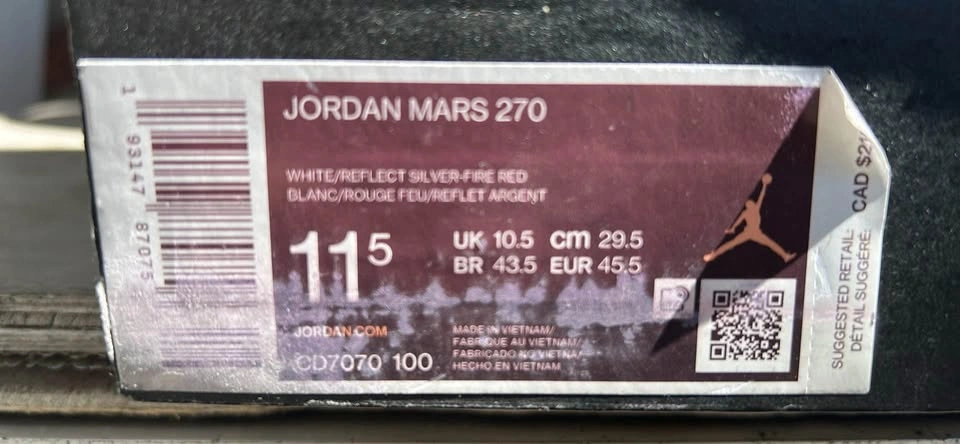 JORDAN MARS 270
WHITE/REFLECT SILVER-FIRE RED
BLANC/ROUGE FEU/REFLET ARGENT
11 5
UK 10.5 cm 29.5
BR 43.5 EUR 45.5
JORDAN.COM
CD7070 100
MADE IN VIETNAM/
FABRIQUE AU VIETNAM/
FABRICADO NO VIETNA/
HECHO EN VIETNAM
1 93147 87075
SUGGESTED RETAIL:
DÉTAIL SUGGÉRÉ:
CAD